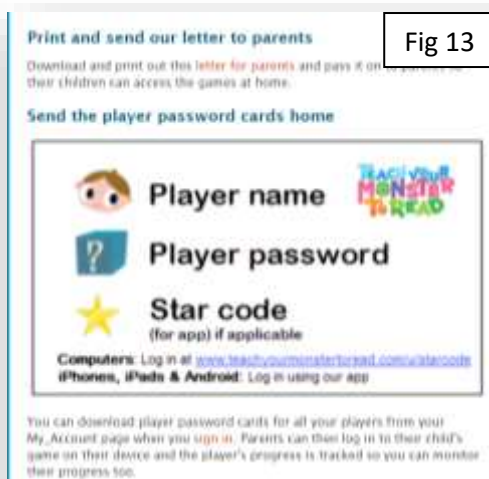 Fig 13
Print and send our letter to parents
Download and print out this letter for parents and pass it on to parents so
their children can access the games at home.
Send the player password cards home
TEACH YOUR
MONSTER
TO READ
Player name
?
Player password
Star code
(for app) if applicable
Computers: Log in at www.teachyourmonstertoread.com/u/starcode
iPhones, iPads & Android: Log in using our app
You can download player password cards for all your players from your
My_Account page when you sign in. Parents can then log in to their child's
game on their device and the player's progress is tracked so you can monitor
their progress too.